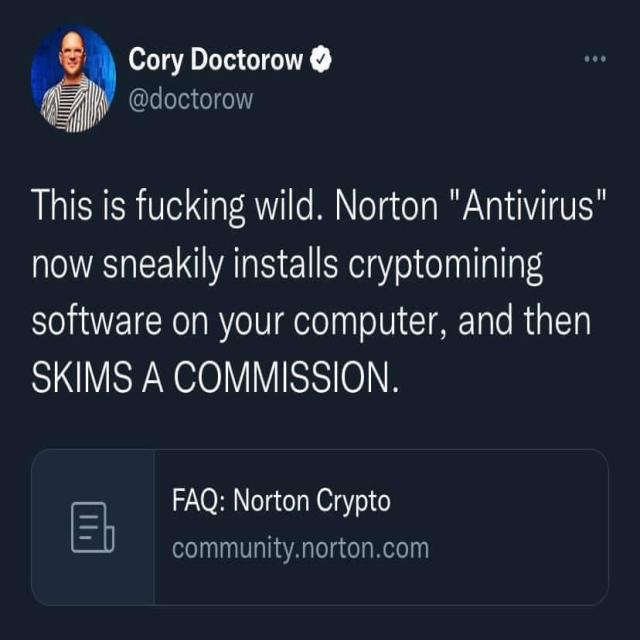 Cory Doctorow
@doctorow
This is fucking wild. Norton "Antivirus"
now sneakily installs cryptomining
software on your computer, and then
SKIMS A COMMISSION.
FAQ: Norton Crypto
community.norton.com